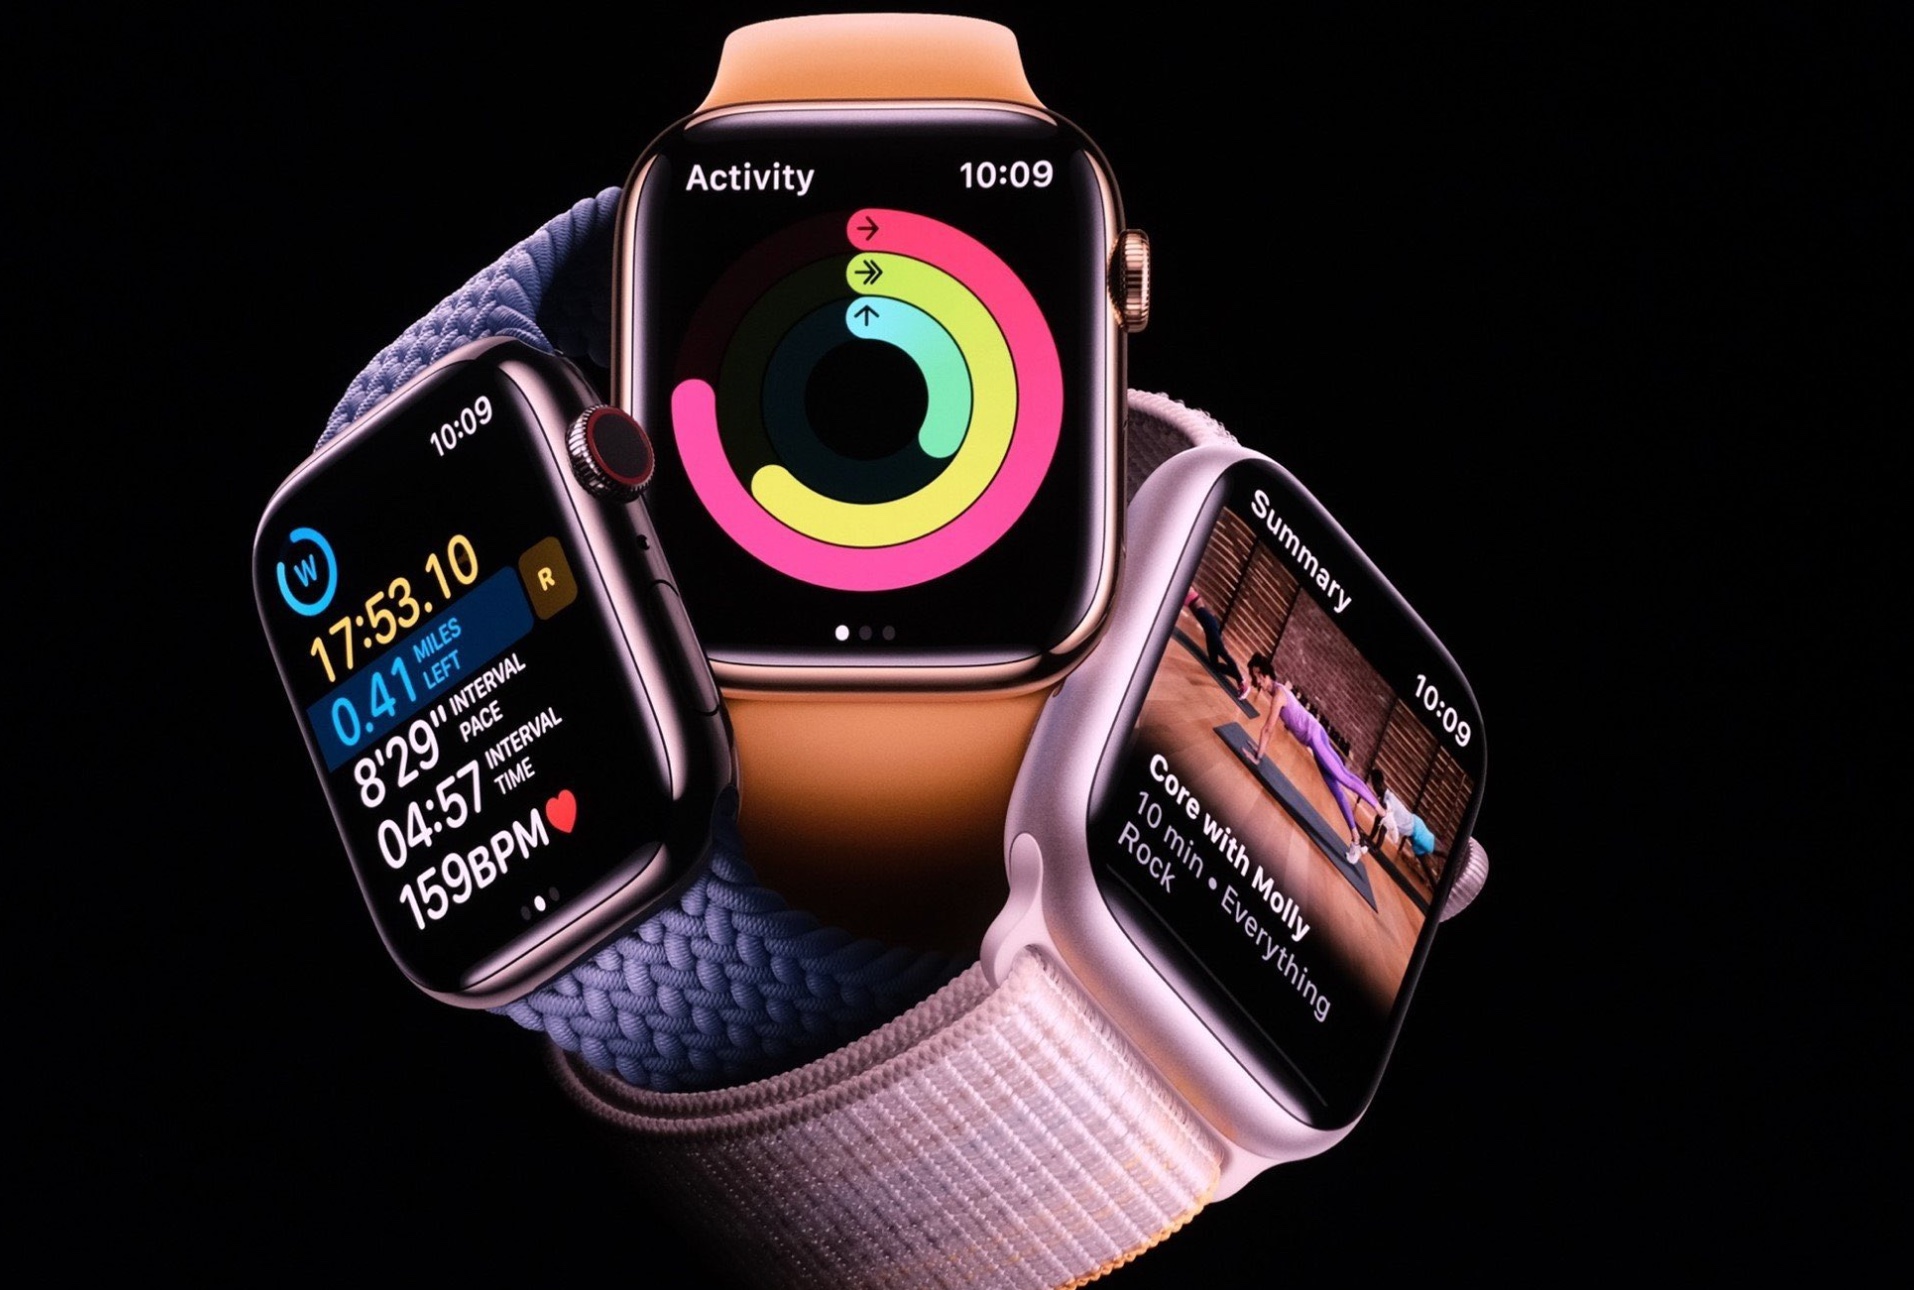 Activity 10:09
10:09
W
17:53.10
R
0.41 MILES LEFT
8'29" INTERVAL PACE
04:57 INTERVAL TIME
159BPM
Summary
10:09
Core with Molly
10 min • Everything
Rock